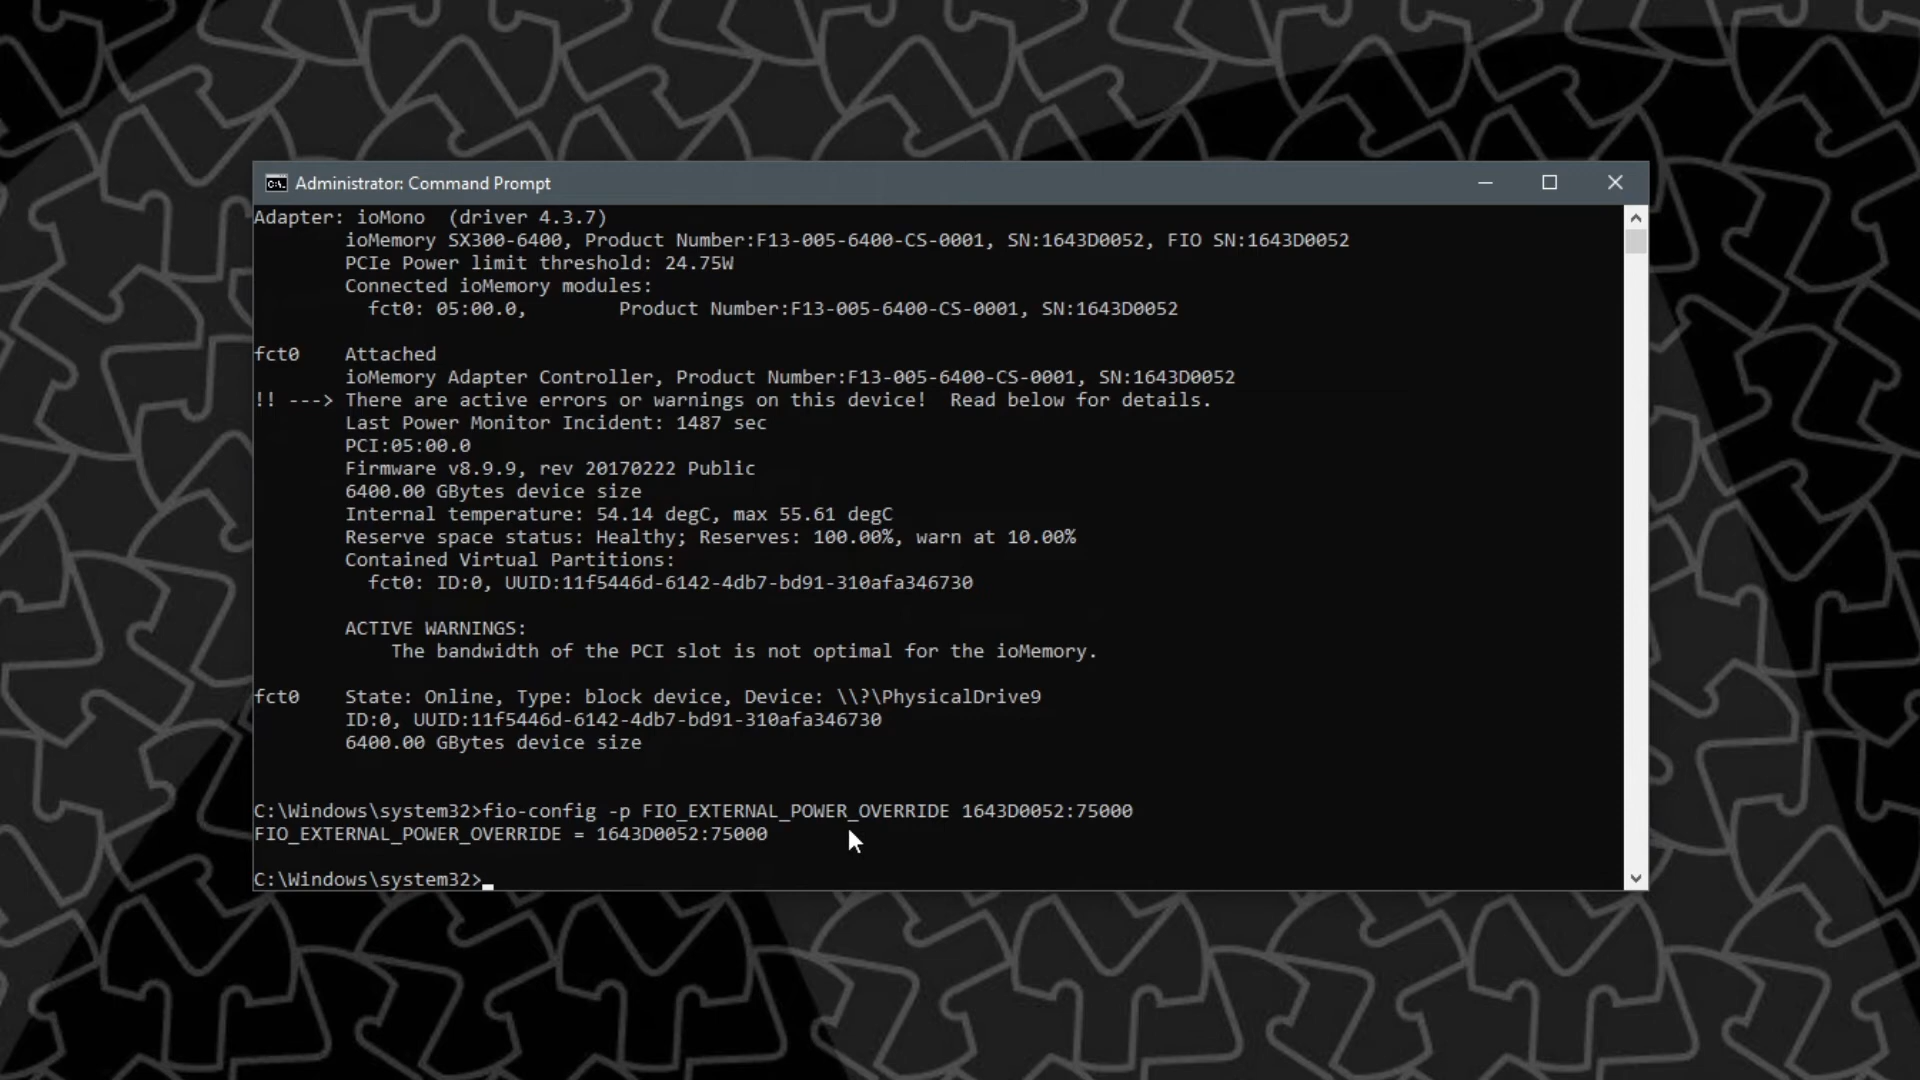 Administrator: Command Prompt
Adapter: ioMono  (driver 4.3.7)
ioMemory SX300-6400, Product Number:F13-005-6400-CS-0001, SN:1643D0052, FIO SN:1643D0052
PCIe Power limit threshold: 24.75W
Connected ioMemory modules:
fct0: 05:00.0,        Product Number:F13-005-6400-CS-0001, SN:1643D0052
fct0    Attached
ioMemory Adapter Controller, Product Number:F13-005-6400-CS-0001, SN:1643D0052
!! ---> There are active errors or warnings on this device!  Read below for details.
Last Power Monitor Incident: 1487 sec
PCI:05:00.0
Firmware v8.9.9, rev 20170222 Public
6400.00 GBytes device size
Internal temperature: 54.14 degC, max 55.61 degC
Reserve space status: Healthy; Reserves: 100.00%, warn at 10.00%
Contained Virtual Partitions:
fct0: ID:0, UUID:11f5446d-6142-4db7-bd91-310afa346730
ACTIVE WARNINGS:
The bandwidth of the PCI slot is not optimal for the ioMemory.
fct0    State: Online, Type: block device, Device: \\?\PhysicalDrive9
ID:0, UUID:11f5446d-6142-4db7-bd91-310afa346730
6400.00 GBytes device size
C:\Windows\system32>fio-config -p FIO_EXTERNAL_POWER_OVERRIDE 1643D0052:75000
FIO_EXTERNAL_POWER_OVERRIDE = 1643D0052:75000
C:\Windows\system32>